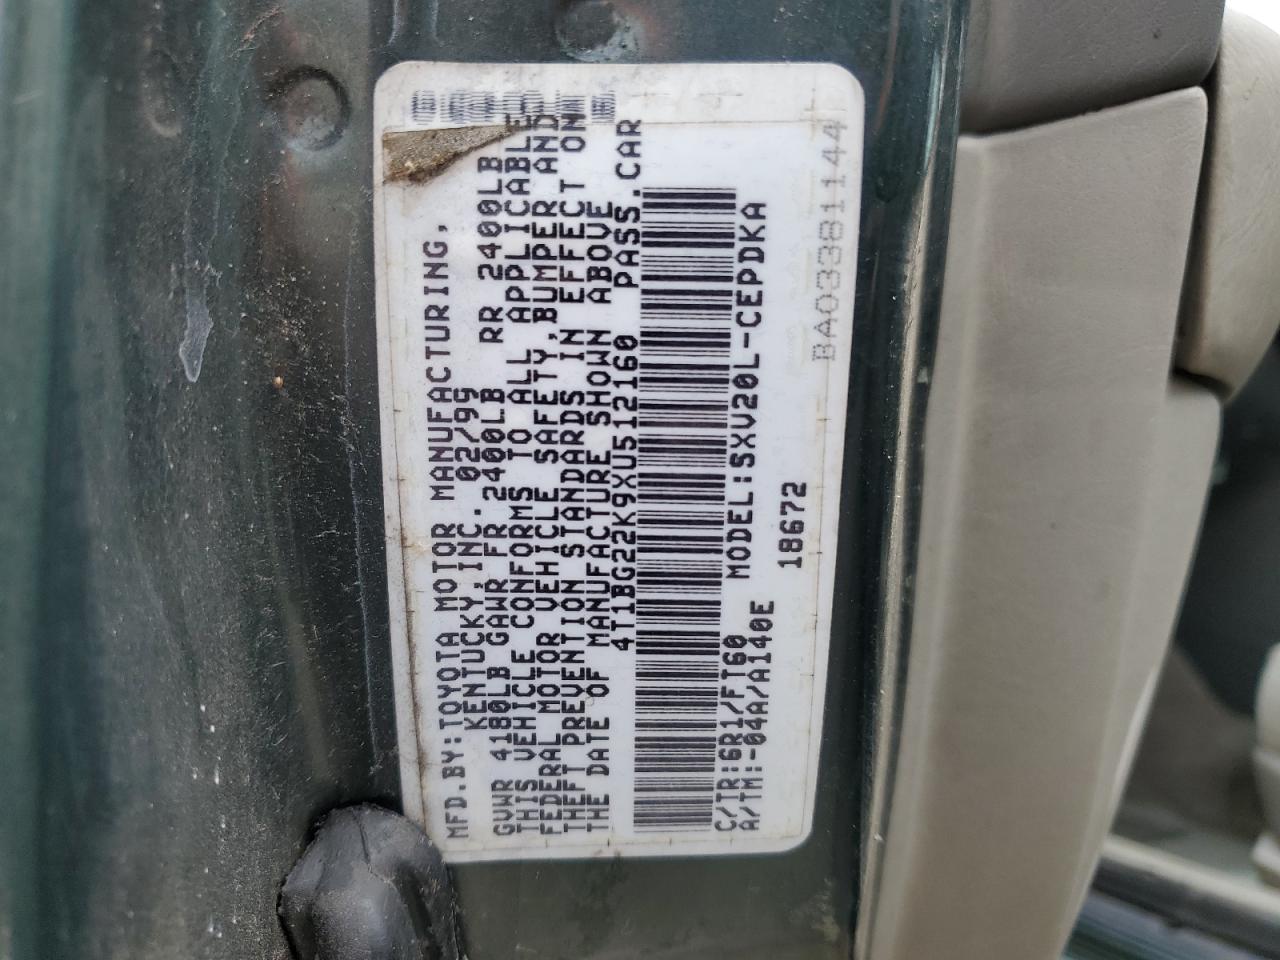 MFD.BY:TOYOTA MOTOR MANUFACTURING,
KENTUCKY,INC. 02/99
GVWR 4180LB GAWR FR 2400LB RR 2400LB
THIS VEHICLE CONFORMS TO ALL APPLICABLE
FEDERAL MOTOR VEHICLE SAFETY,BUMPER AND
THEFT PREVENTION STANDARDS IN EFFECT ON
THE DATE OF MANUFACTURE SHOWN ABOVE
4T1BG22K9XU512160 PASS.CAR
MODEL:SXV20L-CEPDKA
C/TR:6R1/FT60
A/TM:-04A/A140E
18672
BA03381144